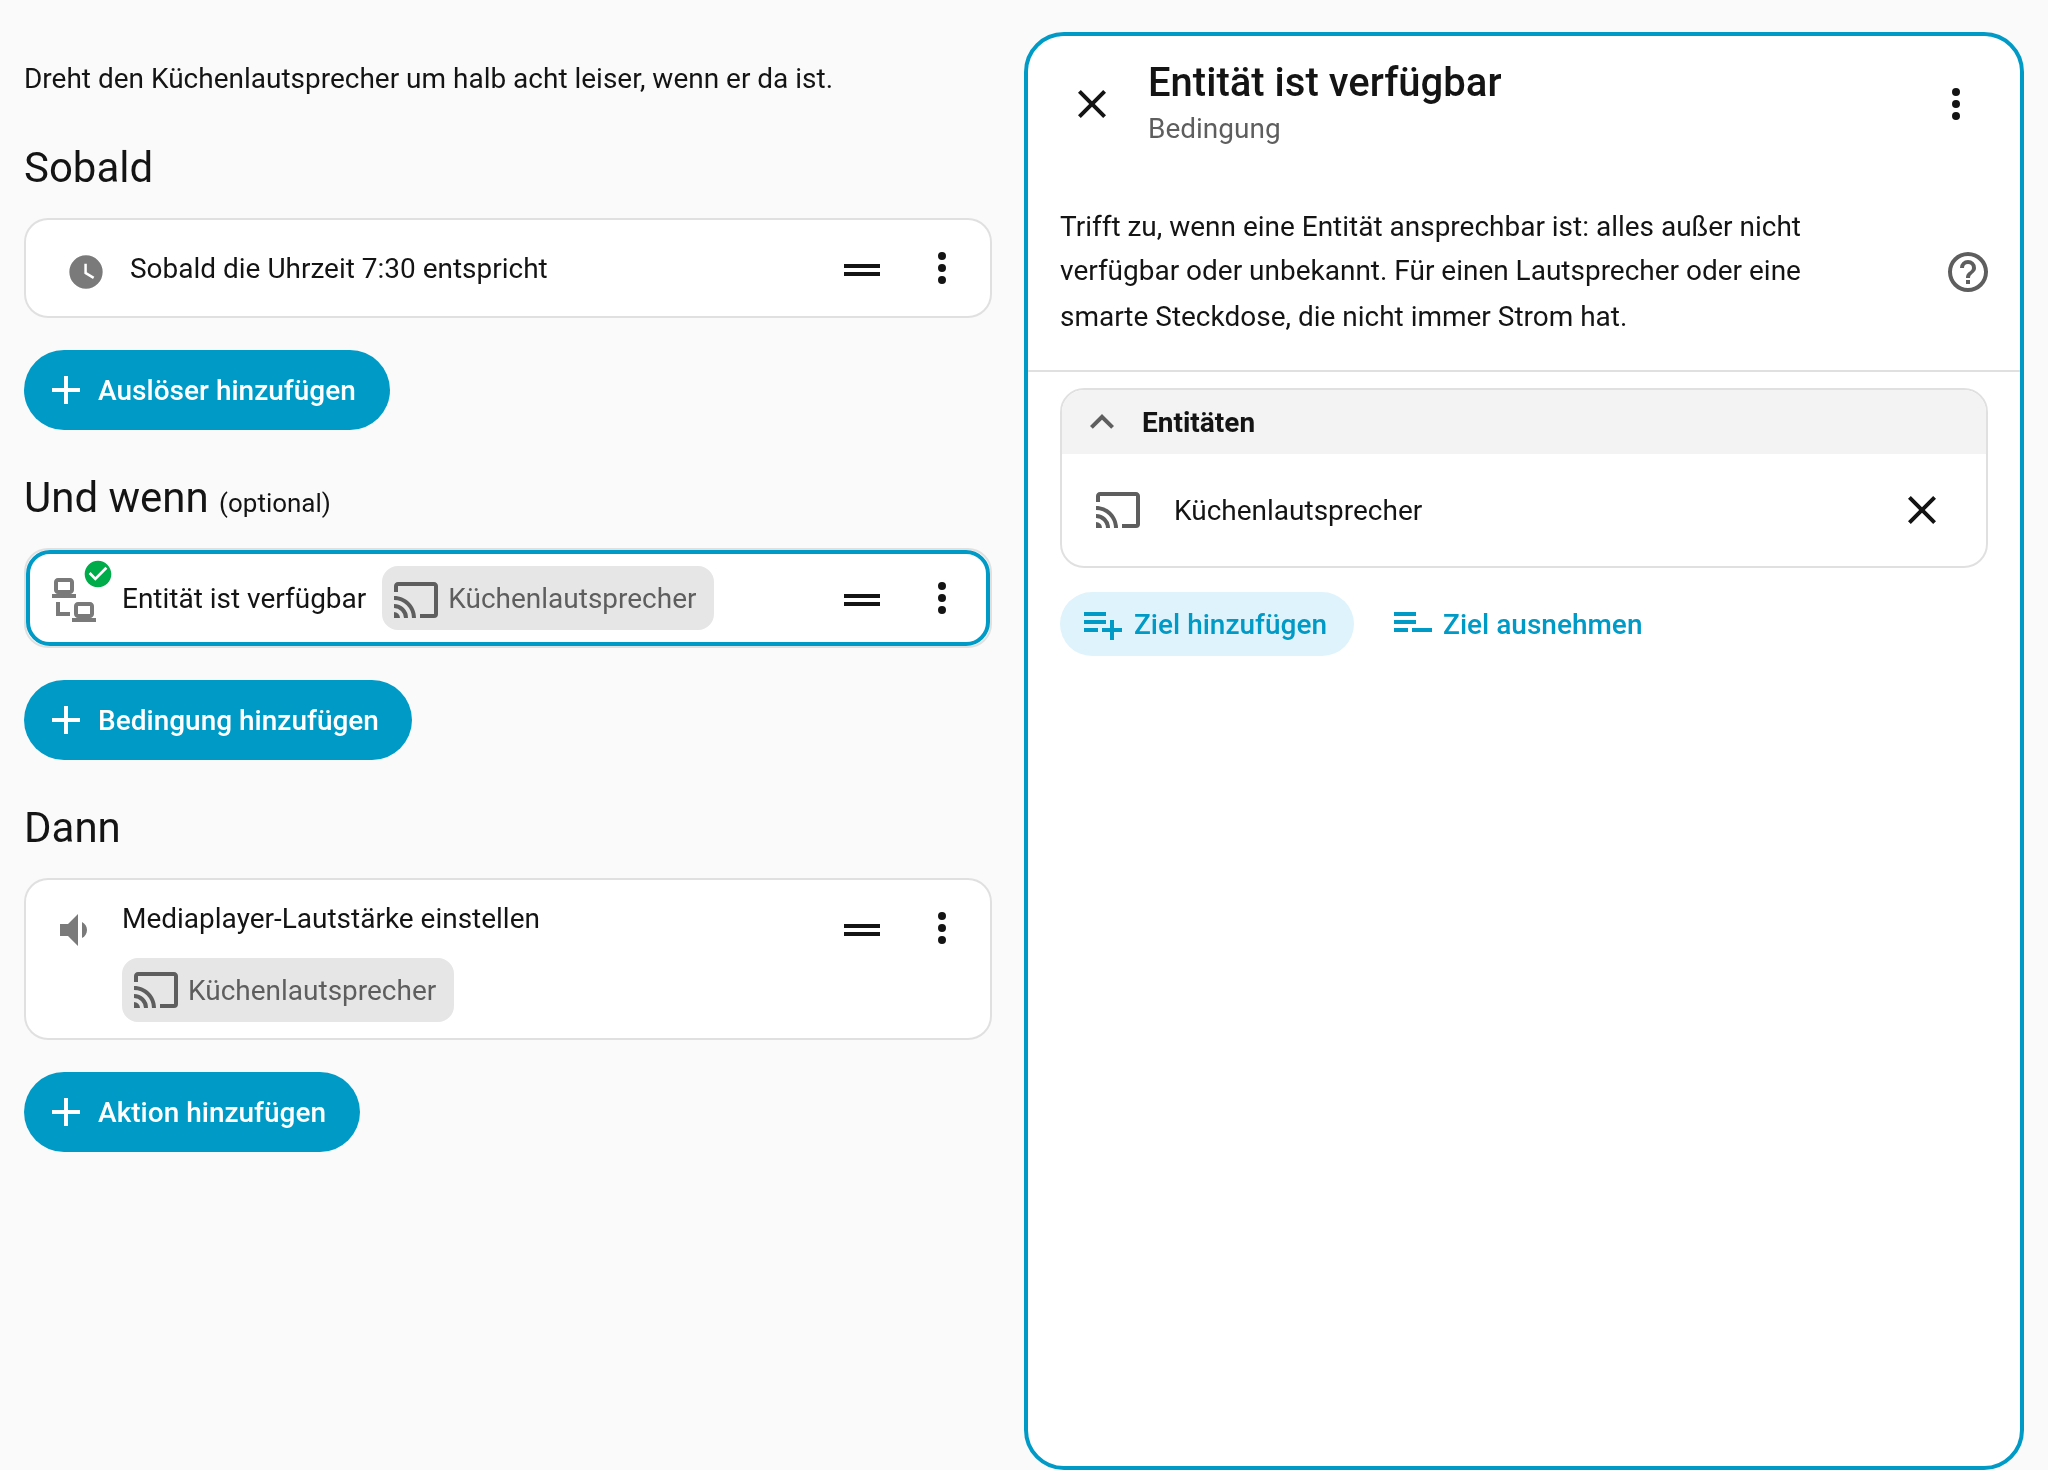 Dreht den Küchenlautsprecher um halb acht leiser, wenn er da ist.
Sobald
Sobald die Uhrzeit 7:30 entspricht
Auslöser hinzufügen
Und wenn (optional)
Entität ist verfügbar Küchenlautsprecher
Bedingung hinzufügen
Dann
Mediaplayer-Lautstärke einstellen
Küchenlautsprecher
Aktion hinzufügen
Entität ist verfügbar
Bedingung
Trifft zu, wenn eine Entität ansprechbar ist: alles außer nicht
verfügbar oder unbekannt. Für einen Lautsprecher oder eine
smarte Steckdose, die nicht immer Strom hat.
Entitäten
Küchenlautsprecher
Ziel hinzufügen Ziel ausnehmen